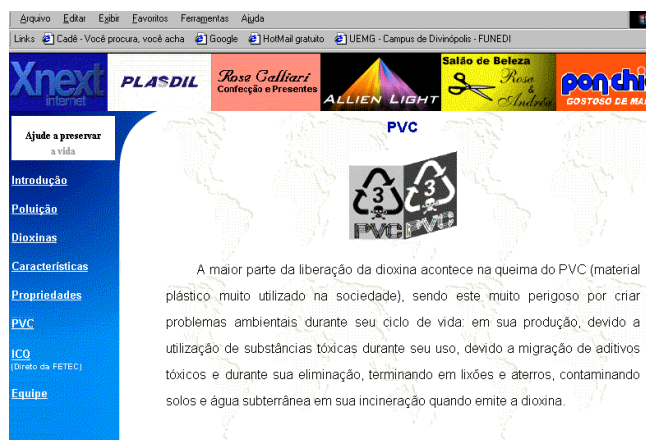 Arquivo Editar Exibir Favoritos Ferramentas Ajuda
Links Cadê - Você procura, você acha Google HotMail gratuito UEMG - Campus de Divinópolis - FUNEDI
Xnext
internet
PLASDIL
Rosa Calliari
Confecção e Presentes
ALLIEN LIGHT
Salão de Beleza
Rosa
&
Andréa
GOSTOSO DE
Ajude a preservar
a vida
Introdução
Poluição
Dioxinas
Características
Propriedades
PVC
ICQ
(Direto da FETEC)
Equipe
PVC
3
PVC
3
PVC
A maior parte da liberação da dioxina acontece na queima do PVC (material
plástico muito utilizado na sociedade), sendo este muito perigoso por criar
problemas ambientais durante seu ciclo de vida: em sua produção, devido a
utilização de substâncias tóxicas durante seu uso, devido a migração de aditivos
tóxicos e durante sua eliminação, terminando em lixões e aterros, contaminando
solos e água subterrânea em sua incineração quando emite a dioxina.